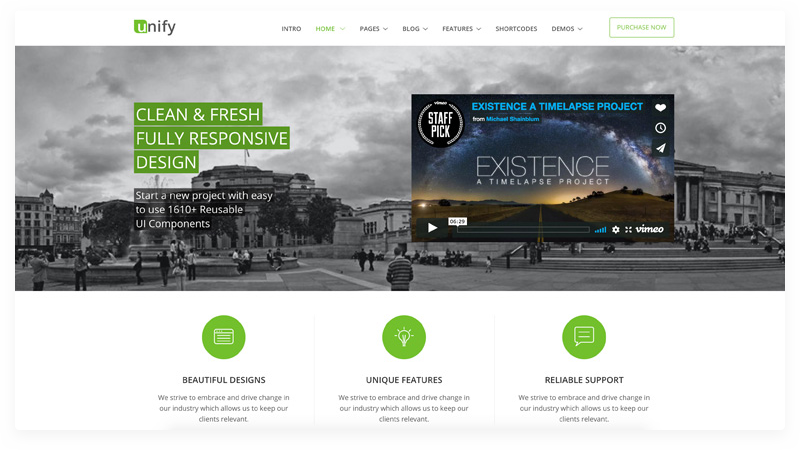 unify
INTRO HOME PAGES BLOG FEATURES SHORTCODES DEMOS PURCHASE NOW
CLEAN & FRESH
FULLY RESPONSIVE
DESIGN
Start a new project with easy
to use 1610+ Reusable
UI Components
vimeo
STAFF
PICK
EXISTENCE A TIMELAPSE PROJECT
from Michael Shainblum
EXISTENCE
A TIMELAPSE PROJECT
06:29
vimeo
BEAUTIFUL DESIGNS
We strive to embrace and drive change in
our industry which allows us to keep our
clients relevant.
UNIQUE FEATURES
We strive to embrace and drive change in
our industry which allows us to keep our
clients relevant.
RELIABLE SUPPORT
We strive to embrace and drive change in
our industry which allows us to keep our
clients relevant.